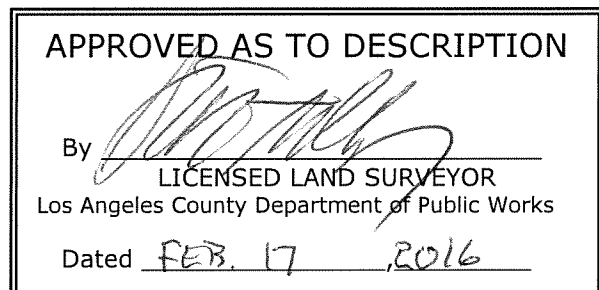 APPROVED AS TO DESCRIPTION
By
LICENSED LAND SURVEYOR
Los Angeles County Department of Public Works
Dated FEB. 17, 2016